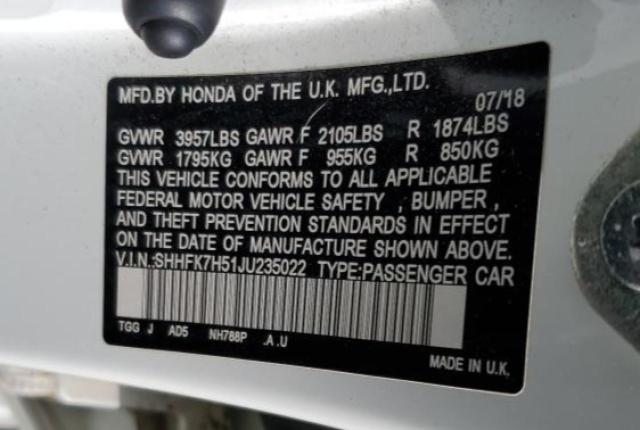 MFD.BY HONDA OF THE U.K. MFG.,LTD.
07/18
GVWR 3957LBS GAWR F 2105LBS R 1874LBS
GVWR 1795KG GAWR F 955KG R 850KG
THIS VEHICLE CONFORMS TO ALL APPLICABLE
FEDERAL MOTOR VEHICLE SAFETY , BUMPER ,
AND THEFT PREVENTION STANDARDS IN EFFECT
ON THE DATE OF MANUFACTURE SHOWN ABOVE.
V.I.N.:SHHFK7H51JU235022 TYPE:PASSENGER CAR
TGG J AD5 NH788P .A .U
MADE IN U.K.